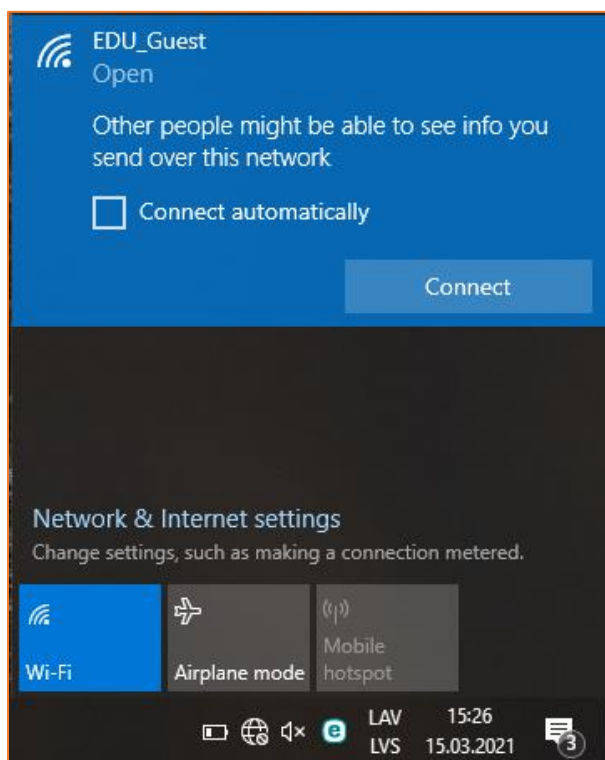 EDU_Guest
Open
Other people might be able to see info you
send over this network
Connect automatically
Connect
Network & Internet settings
Change settings, such as making a connection metered.
Wi-Fi
Airplane mode
Mobile
hotspot
LAV 15:26
LVS 15.03.2021
3